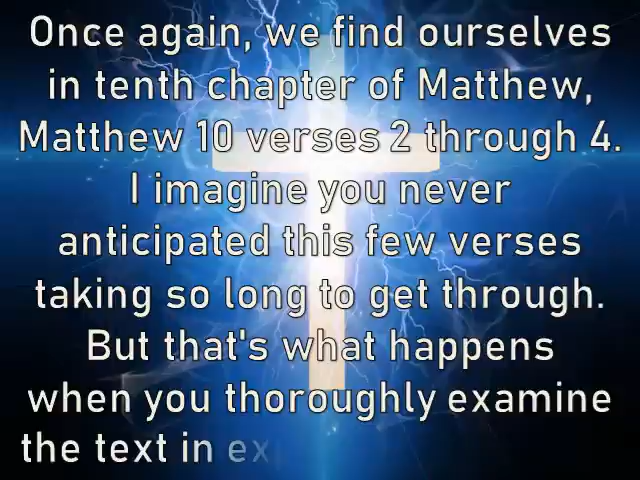 Once again, we find ourselves
in tenth chapter of Matthew,
Matthew 10 verses 2 through 4.
I imagine you never
anticipated this few verses
taking so long to get through.
But that's what happens
when you thoroughly examine
the text in ex